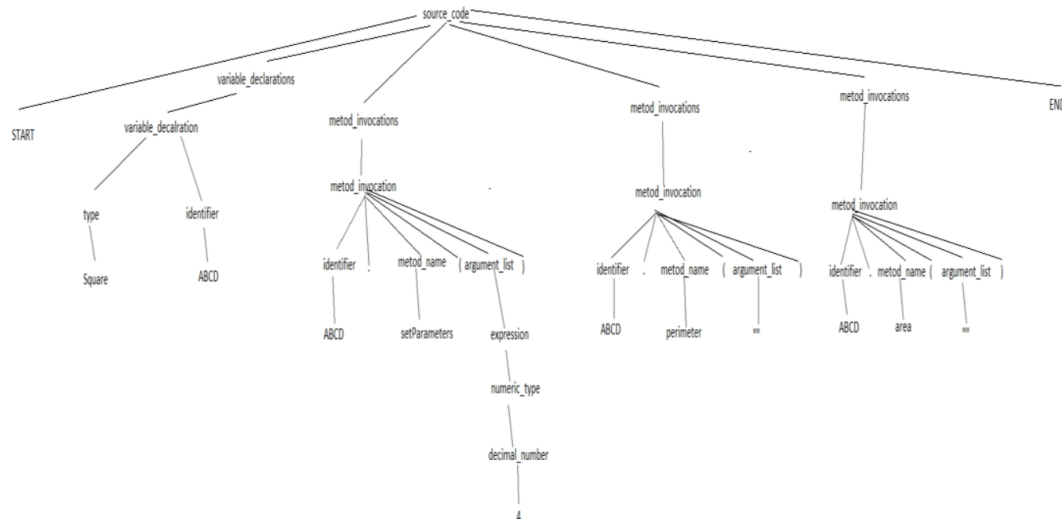 source_code
variable_declarations
metod_invocations
metod_invocations
metod_invocations
END
START
variable_decalration
metod_invocation
metod_invocation
metod_invocation
type
identifier
identifier . metod_name ( argument_list )
identifier . metod_name ( argument_list )
identifier . metod_name ( argument_list )
Square
ABCD
ABCD
setParameters
expression
ABCD
perimeter
""
ABCD
area
""
numeric_type
decimal_number
4